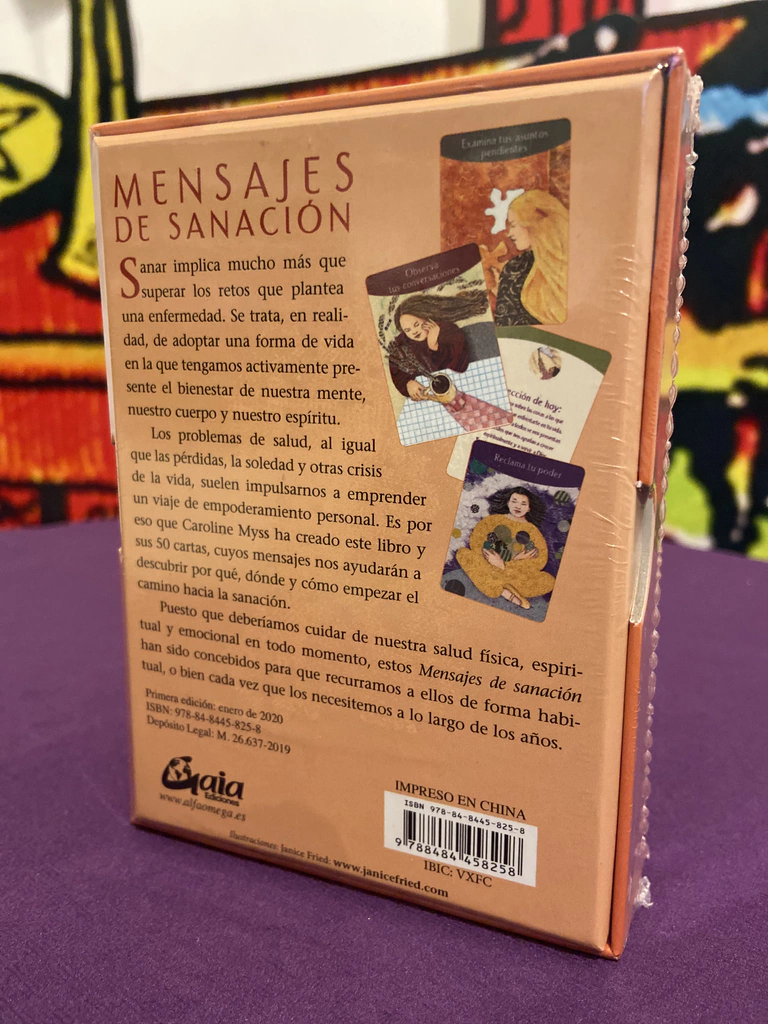 MENSAJES
DE SANACIÓN
Sanar implica mucho más que
superar los retos que plantea
una enfermedad. Se trata, en reali-
dad, de adoptar una forma de vida
en la que tengamos activamente pre-
sente el bienestar de nuestra mente,
nuestro cuerpo y nuestro espíritu.
Los problemas de salud, al igual
que las pérdidas, la soledad y otras crisis
de la vida, suelen impulsarnos a emprender
un viaje de empoderamiento personal. Es por
eso que Caroline Myss ha creado este libro y
sus 50 cartas, cuyos mensajes nos ayudarán a
descubrir por qué, dónde y cómo empezar el
camino hacia la sanación.
Puesto que deberíamos cuidar de nuestra salud física, espiri-
tual y emocional en todo momento, estos Mensajes de sanación
han sido concebidos para que recurramos a ellos de forma habi-
tual, o bien cada vez que los necesitemos a lo largo de los años.
Examina tus asuntos
pendientes
Observa
tus conversaciones
cción de hoy:
Reclama tu poder
Primera edición: enero de 2020
ISBN: 978-84-8445-825-8
Depósito Legal: M. 26.637-2019
Gaia
Ediciones
www.alfaomega.es
Ilustraciones: Janice Fried: www.janicefried.com
IMPRESO EN CHINA
ISBN 978-84-8445-825-8
9 788484 458258
IBIC: VXFC